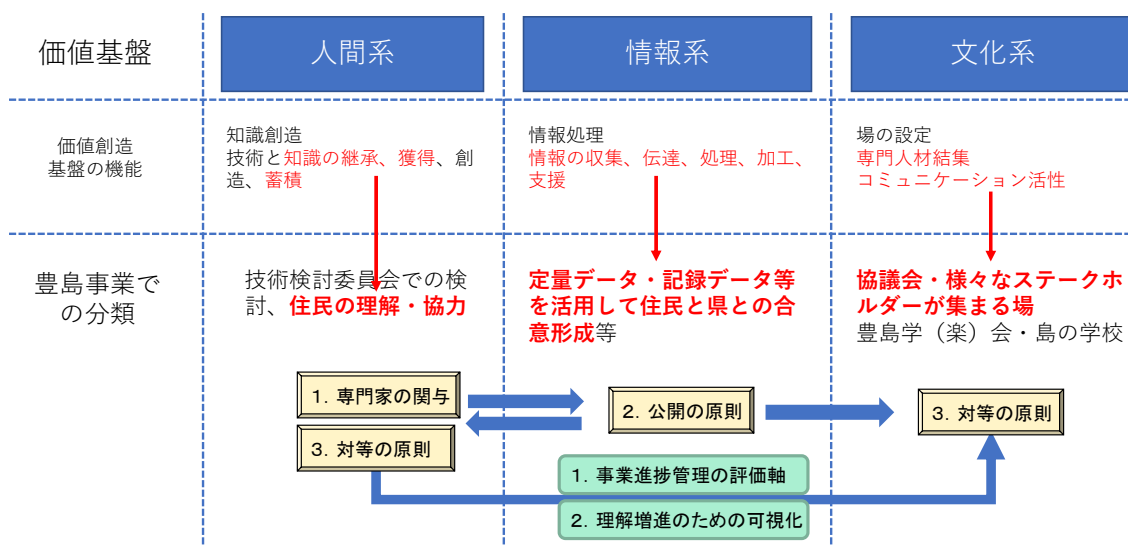 価値基盤
人間系
情報系
文化系
価値創造
基盤の機能
知識創造
技術と知識の継承、獲得、創
造、蓄積
情報処理
情報の収集、伝達、処理、加工、
支援
場の設定
専門人材結集
コミュニケーション活性
豊島事業で
の分類
技術検討委員会での検
討、住民の理解・協力
定量データ・記録データ等
を活用して住民と県との合
意形成等
協議会・様々なステークホ
ルダーが集まる場
豊島学（楽）会・島の学校
1．専門家の関与
3．対等の原則
2．公開の原則
3．対等の原則
1．事業進捗管理の評価軸
2．理解増進のための可視化